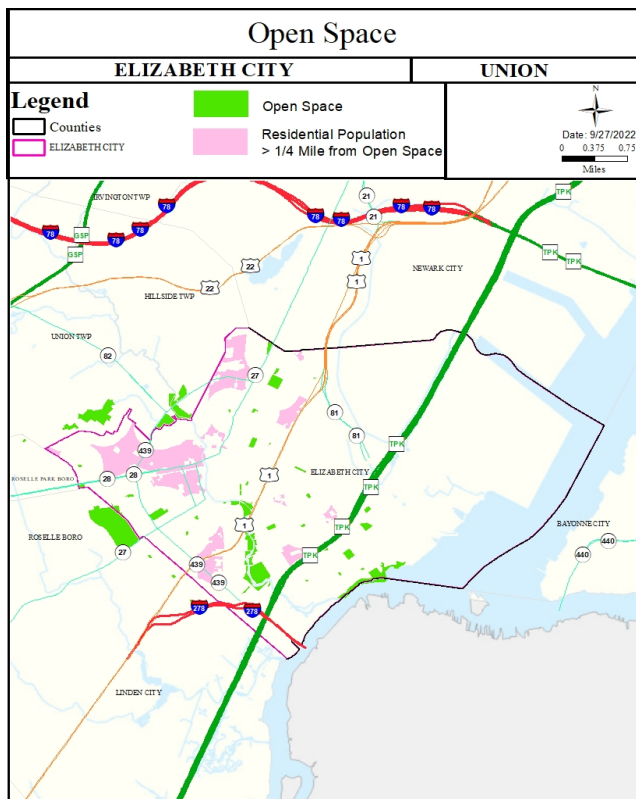 Open Space
ELIZABETH CITY
UNION
Legend
Counties
ELIZABETH CITY
Open Space
Residential Population
> 1/4 Mile from Open Space
N
Date: 9/27/2022
0 0.375 0.75
Miles
IRVINGTON TWP
21
TPK
78
78
78
78
GSP
78
78
21
78
78
GSP
TPK
TPK
1
22
22
1
NEWARK CITY
HILLSIDE TWP
UNION TWP
82
27
81
81
TPK
439
28
28
1
ELIZABETH CITY
ROSELLE PARK BORO
TPK
1
TPK
BAYONNE CITY
ROSELLE BORO
27
440
440
TPK
439
439
278
278
LINDEN CITY